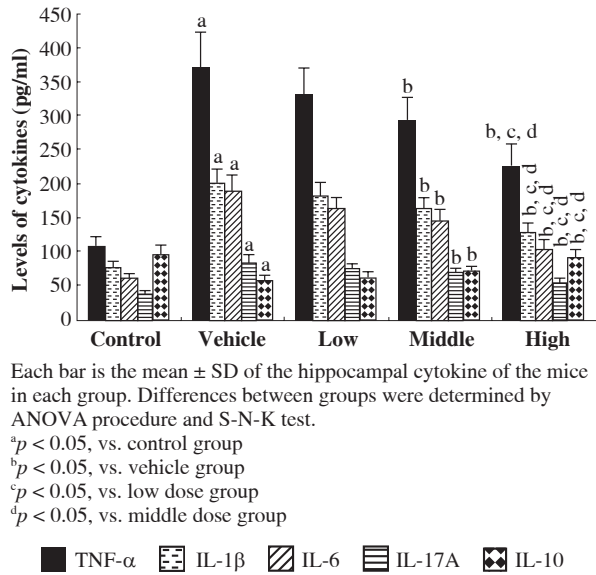 Levels of cytokines (pg/ml)
450
400
350
300
250
200
150
100
50
0
a
a
a
a
a
b
b
b
b
b
b, c, d
b, c, d
b, c, d
b, c, d
b, c, d
Control Vehicle Low Middle High
Each bar is the mean ± SD of the hippocampal cytokine of the mice
in each group. Differences between groups were determined by
ANOVA procedure and S-N-K test.
ᵃp < 0.05, vs. control group
ᵇp < 0.05, vs. vehicle group
ᶜp < 0.05, vs. low dose group
ᵈp < 0.05, vs. middle dose group
TNF-α IL-1β IL-6 IL-17A IL-10